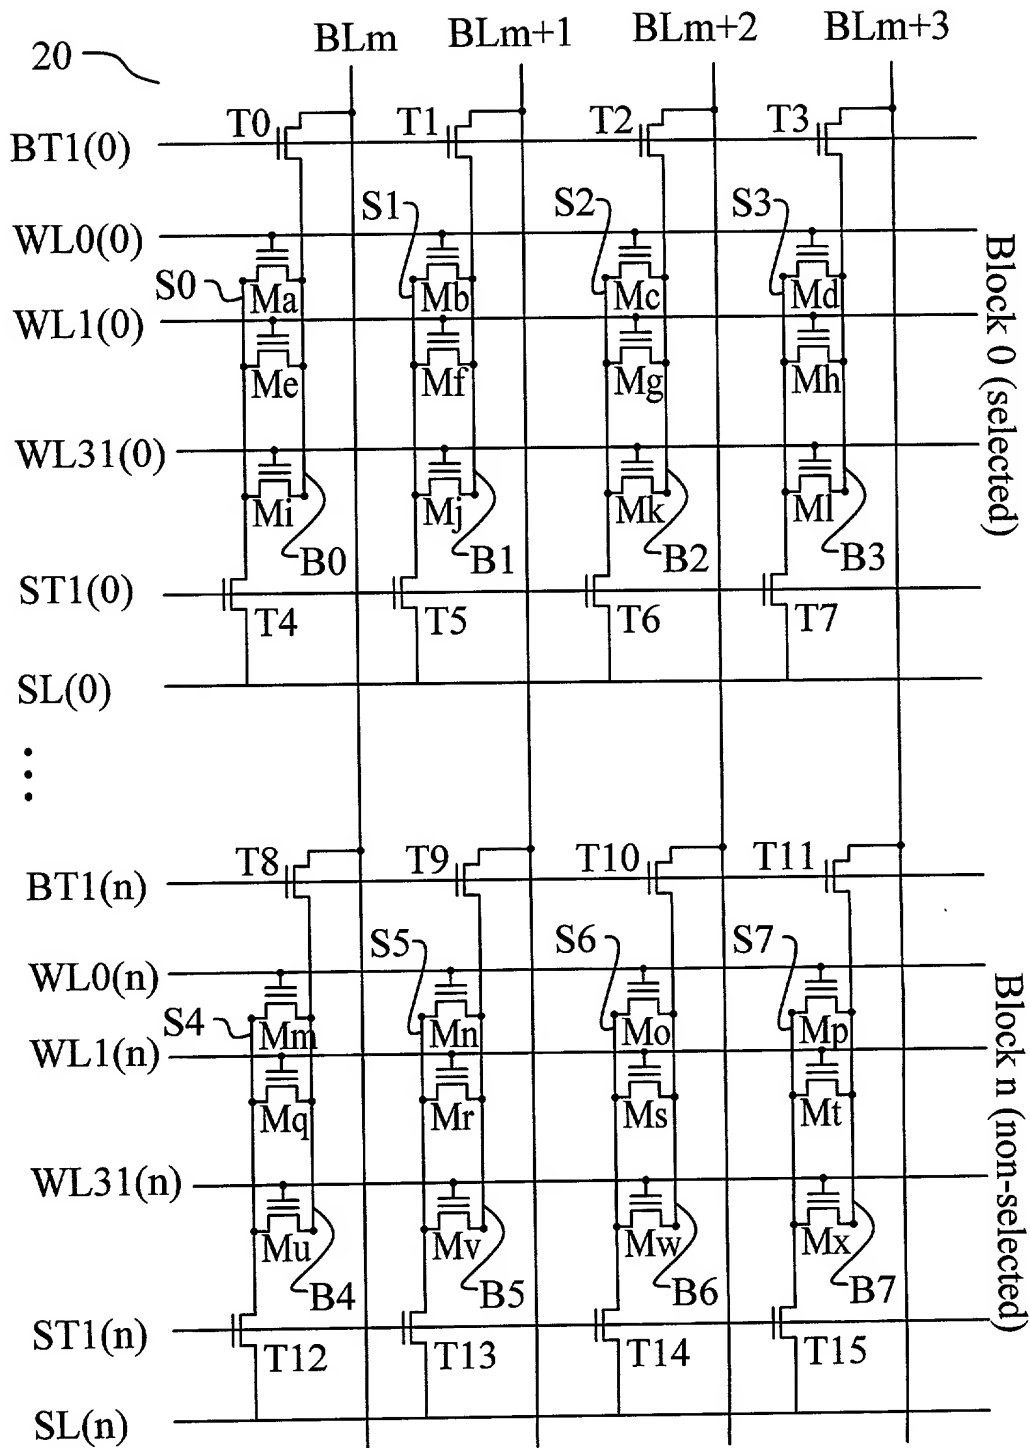 BLm BLm+1 BLm+2 BLm+3
20
T0 T1 T2 T3
BT1(0)
S1 S2 S3
WL0(0)
S0 Ma Mb Mc Md
WL1(0)
Me Mf Mg Mh
WL31(0)
Mi Mj Mk Ml
B0 B1 B2 B3
ST1(0)
T4 T5 T6 T7
SL(0)
Block 0 (selected)
T8 T9 T10 T11
BT1(n)
S5 S6 S7
WL0(n)
S4 Mm Mn Mo Mp
WL1(n)
Mq Mr Ms Mt
WL31(n)
Mu Mv Mw Mx
B4 B5 B6 B7
ST1(n)
T12 T13 T14 T15
SL(n)
Block n (non-selected)